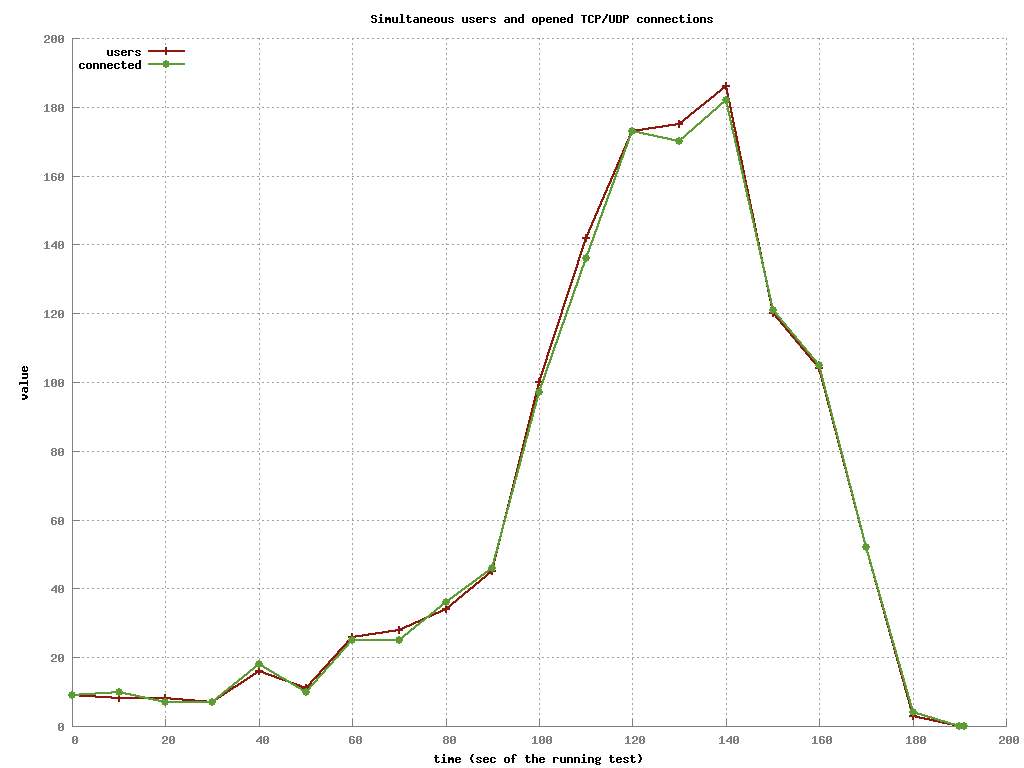 Simultaneous users and opened TCP/UDP connections
200
users
connected
180
160
140
120
value
100
80
60
40
20
0
0 20 40 60 80 100 120 140 160 180 200
time (sec of the running test)